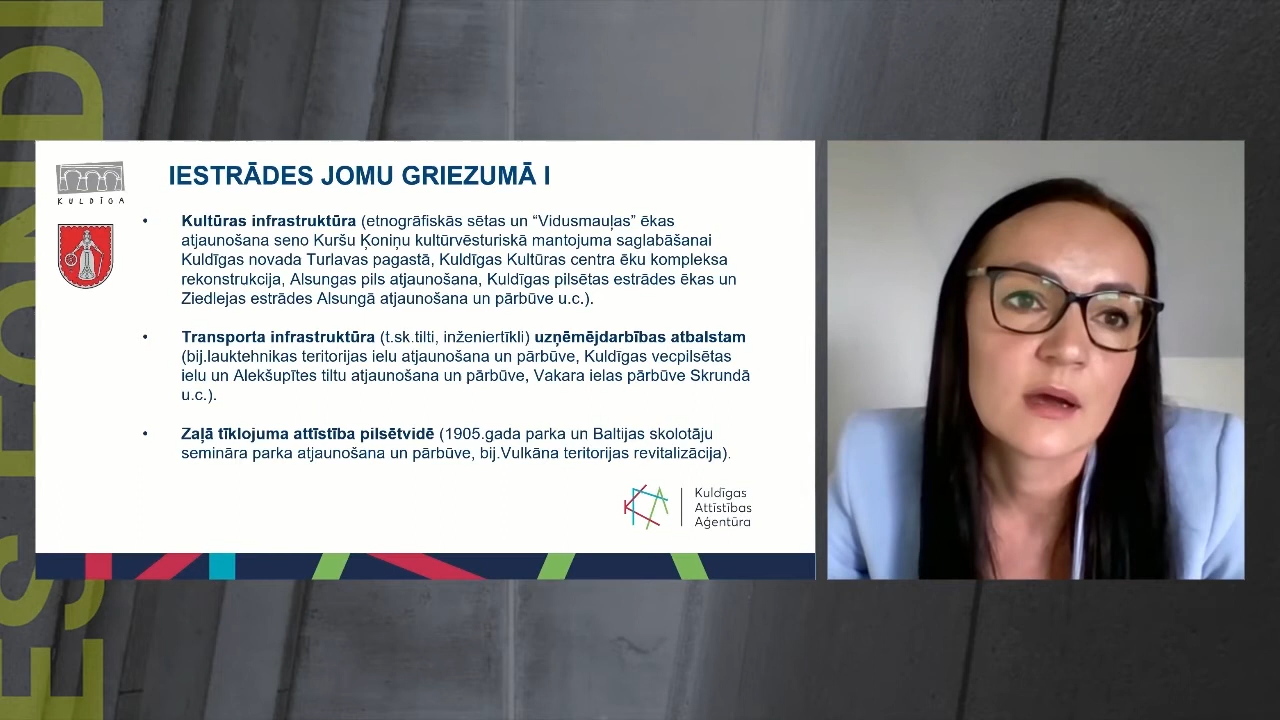 ES FONDI
KULDĪGA
IESTRĀDES JOMU GRIEZUMĀ I
• Kultūras infrastruktūra (etnogrāfiskās sētas un “Vidusmauļas” ēkas
atjaunošana seno Kuršu Ķoniņu kultūrvēsturiskā mantojuma saglabāšanai
Kuldīgas novada Turlavas pagastā, Kuldīgas Kultūras centra ēku kompleksa
rekonstrukcija, Alsungas pils atjaunošana, Kuldīgas pilsētas estrādes ēkas un
Ziedlejas estrādes Alsungā atjaunošana un pārbūve u.c.).
• Transporta infrastruktūra (t.sk.tilti, inženiertīkli) uzņēmējdarbības atbalstam
(bij.lauktehnikas teritorijas ielu atjaunošana un pārbūve, Kuldīgas vecpilsētas
ielu un Alekšupītes tiltu atjaunošana un pārbūve, Vakara ielas pārbūve Skrundā
u.c.).
• Zaļā tīklojuma attīstība pilsētvidē (1905.gada parka un Baltijas skolotāju
semināra parka atjaunošana un pārbūve, bij.Vulkāna teritorijas revitalizācija).
Kuldīgas
Attīstības
Aģentūra